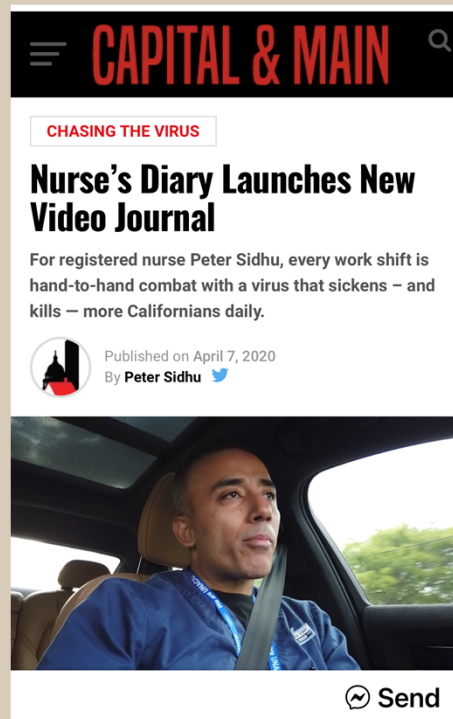 CAPITAL & MAIN
CHASING THE VIRUS
Nurse's Diary Launches New
Video Journal
For registered nurse Peter Sidhu, every work shift is
hand-to-hand combat with a virus that sickens – and
kills — more Californians daily.
Published on April 7, 2020
By Peter Sidhu
Send